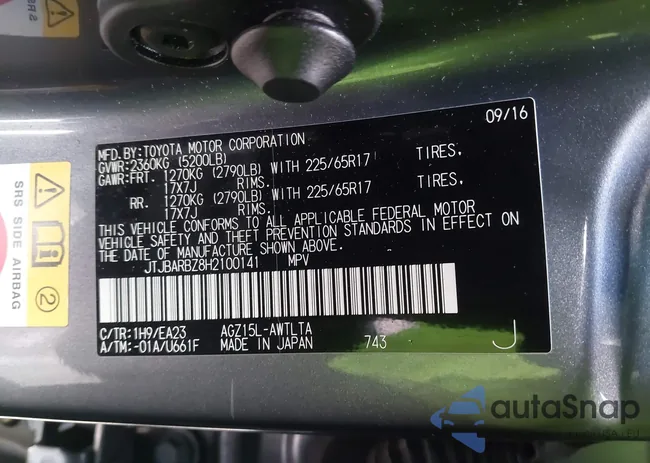 09/16
MFD.BY:TOYOTA MOTOR CORPORATION
GVWR:2360KG (5200LB)
GAWR:FRT. 1270KG (2790LB) WITH 225/65R17 TIRES,
17X7J RIMS.
RR. 1270KG (2790LB) WITH 225/65R17 TIRES,
17X7J RIMS.
THIS VEHICLE CONFORMS TO ALL APPLICABLE FEDERAL MOTOR
VEHICLE SAFETY AND THEFT PREVENTION STANDARDS IN EFFECT ON
THE DATE OF MANUFACTURE SHOWN ABOVE.
JTJBARBZ8H2100141 MPV
C/TR:1H9/EA23 AGZ15L-AWTLTA
A/TM:-01A/U661F MADE IN JAPAN 743 J
SRS SIDE AIRBAG
2
autoSnap